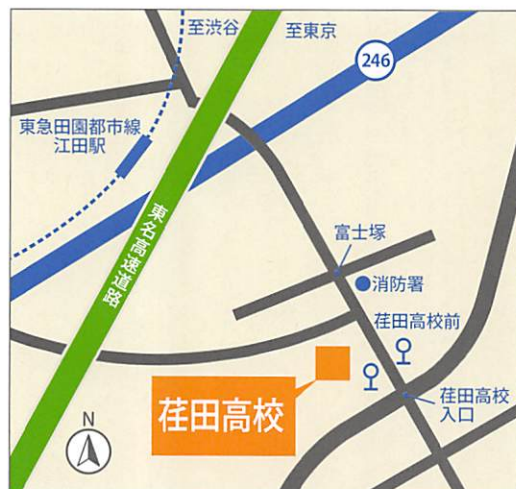 至渋谷
至東京
246
東急田園都市線
江田駅
東名高速道路
富士塚
消防署
荏田高校前
荏田高校
荏田高校
入口
N